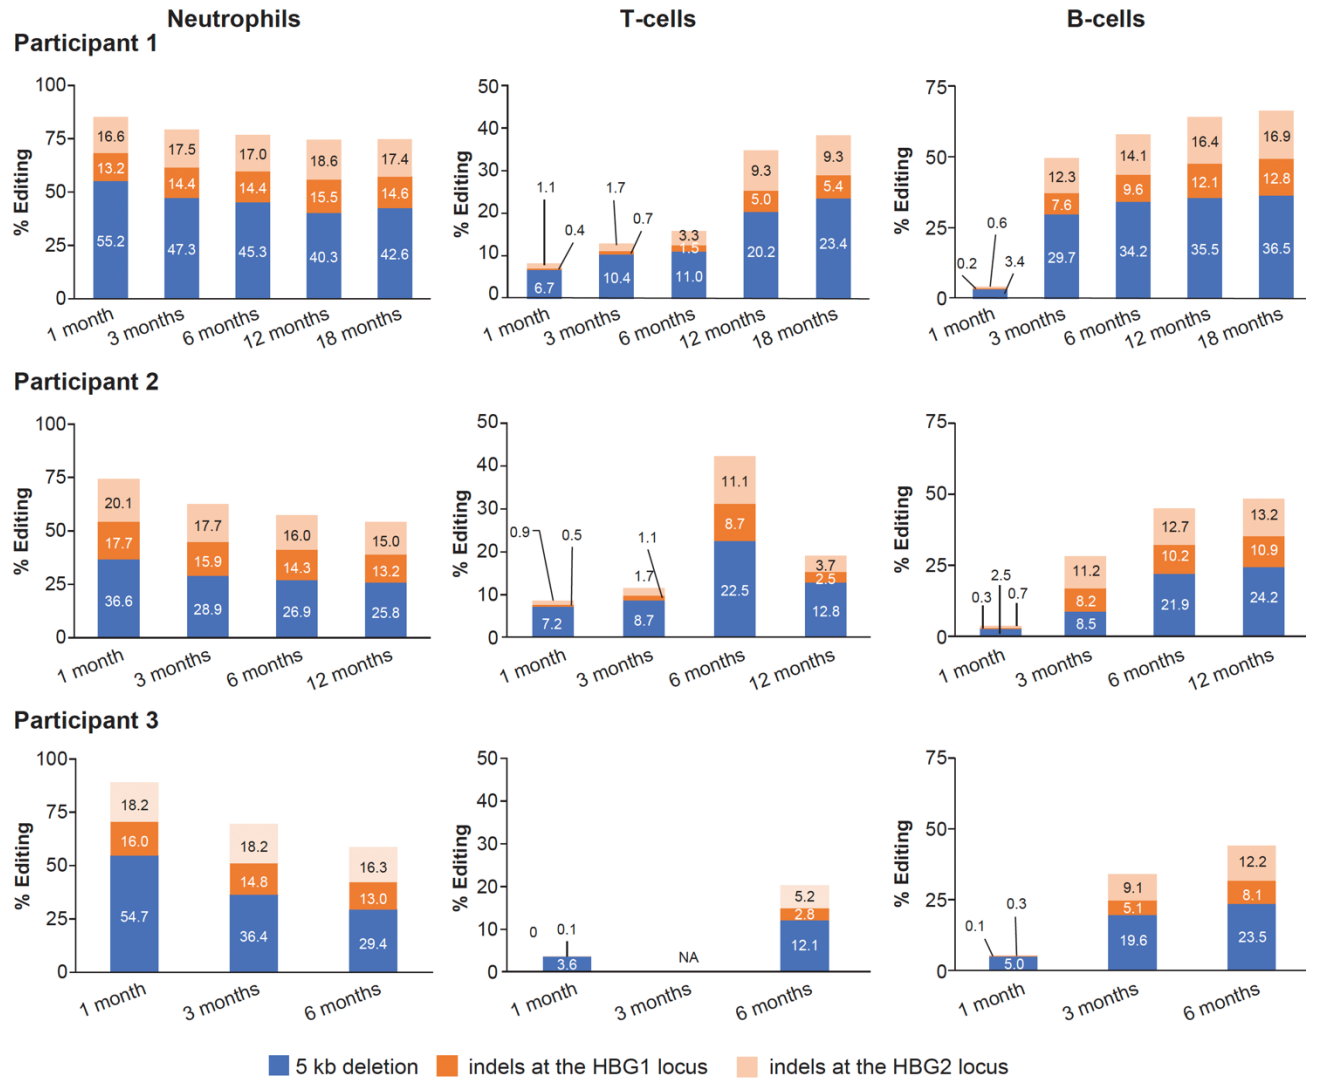 Neutrophils T-cells B-cells
Participant 1
% Editing
100
75
50
25
0
16.6 17.5 17.0 18.6 17.4
13.2 14.4 14.4 15.5 14.6
55.2 47.3 45.3 40.3 42.6
1 month 3 months 6 months 12 months 18 months
% Editing
50
40
30
20
10
0
1.1 1.7 3.3 9.3 9.3
0.4 0.7 1.5 5.0 5.4
6.7 10.4 11.0 20.2 23.4
1 month 3 months 6 months 12 months 18 months
% Editing
75
50
25
0
0.2 0.6 3.4
12.3 14.1 16.4 16.9
7.6 9.6 12.1 12.8
29.7 34.2 35.5 36.5
1 month 3 months 6 months 12 months 18 months
Participant 2
% Editing
100
75
50
25
0
20.1 17.7 16.0 15.0
17.7 15.9 14.3 13.2
36.6 28.9 26.9 25.8
1 month 3 months 6 months 12 months
% Editing
50
40
30
20
10
0
0.9 0.5 1.7 1.1
11.1 3.7
8.7 2.5
7.2 8.7 22.5 12.8
1 month 3 months 6 months 12 months
% Editing
75
50
25
0
0.3 2.5 0.7
11.2 12.7 13.2
8.2 10.2 10.9
8.5 21.9 24.2
1 month 3 months 6 months 12 months
Participant 3
% Editing
100
75
50
25
0
18.2 18.2 16.3
16.0 14.8 13.0
54.7 36.4 29.4
1 month 3 months 6 months
% Editing
50
40
30
20
10
0
0 0.1 5.2
2.8
3.6 NA 12.1
1 month 3 months 6 months
% Editing
75
50
25
0
0.1 0.3 9.1 12.2
5.1 8.1
5.0 19.6 23.5
1 month 3 months 6 months
5 kb deletion indels at the HBG1 locus indels at the HBG2 locus